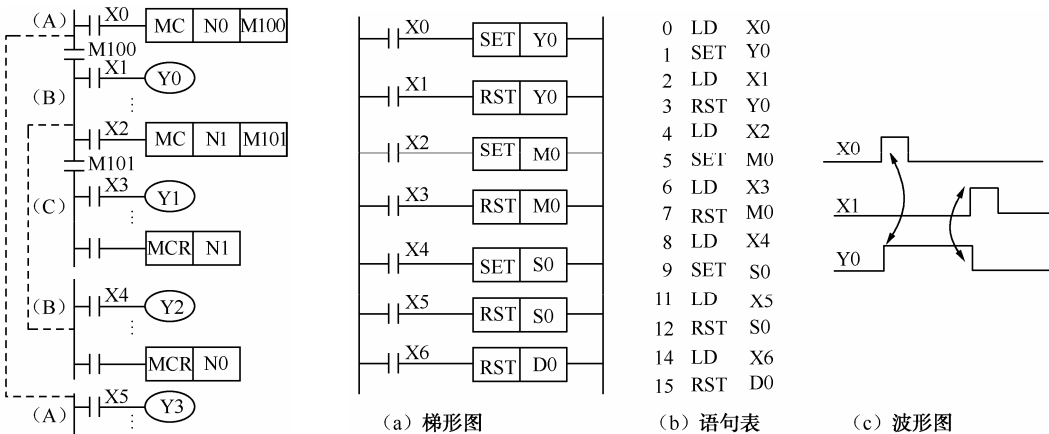 (A) X0 MC N0 M100
M100
X1 Y0
(B)
X2 MC N1 M101
M101
X3 Y1
(C)
MCR N1
X4 Y2
(B)
MCR N0
X5 Y3
(A)
X0 SET Y0
X1 RST Y0
X2 SET M0
X3 RST M0
X4 SET S0
X5 RST S0
X6 RST D0
(a) 梯形图
0 LD X0
1 SET Y0
2 LD X1
3 RST Y0
4 LD X2
5 SET M0
6 LD X3
7 RST M0
8 LD X4
9 SET S0
11 LD X5
12 RST S0
14 LD X6
15 RST D0
(b) 语句表
X0
X1
Y0
(c) 波形图